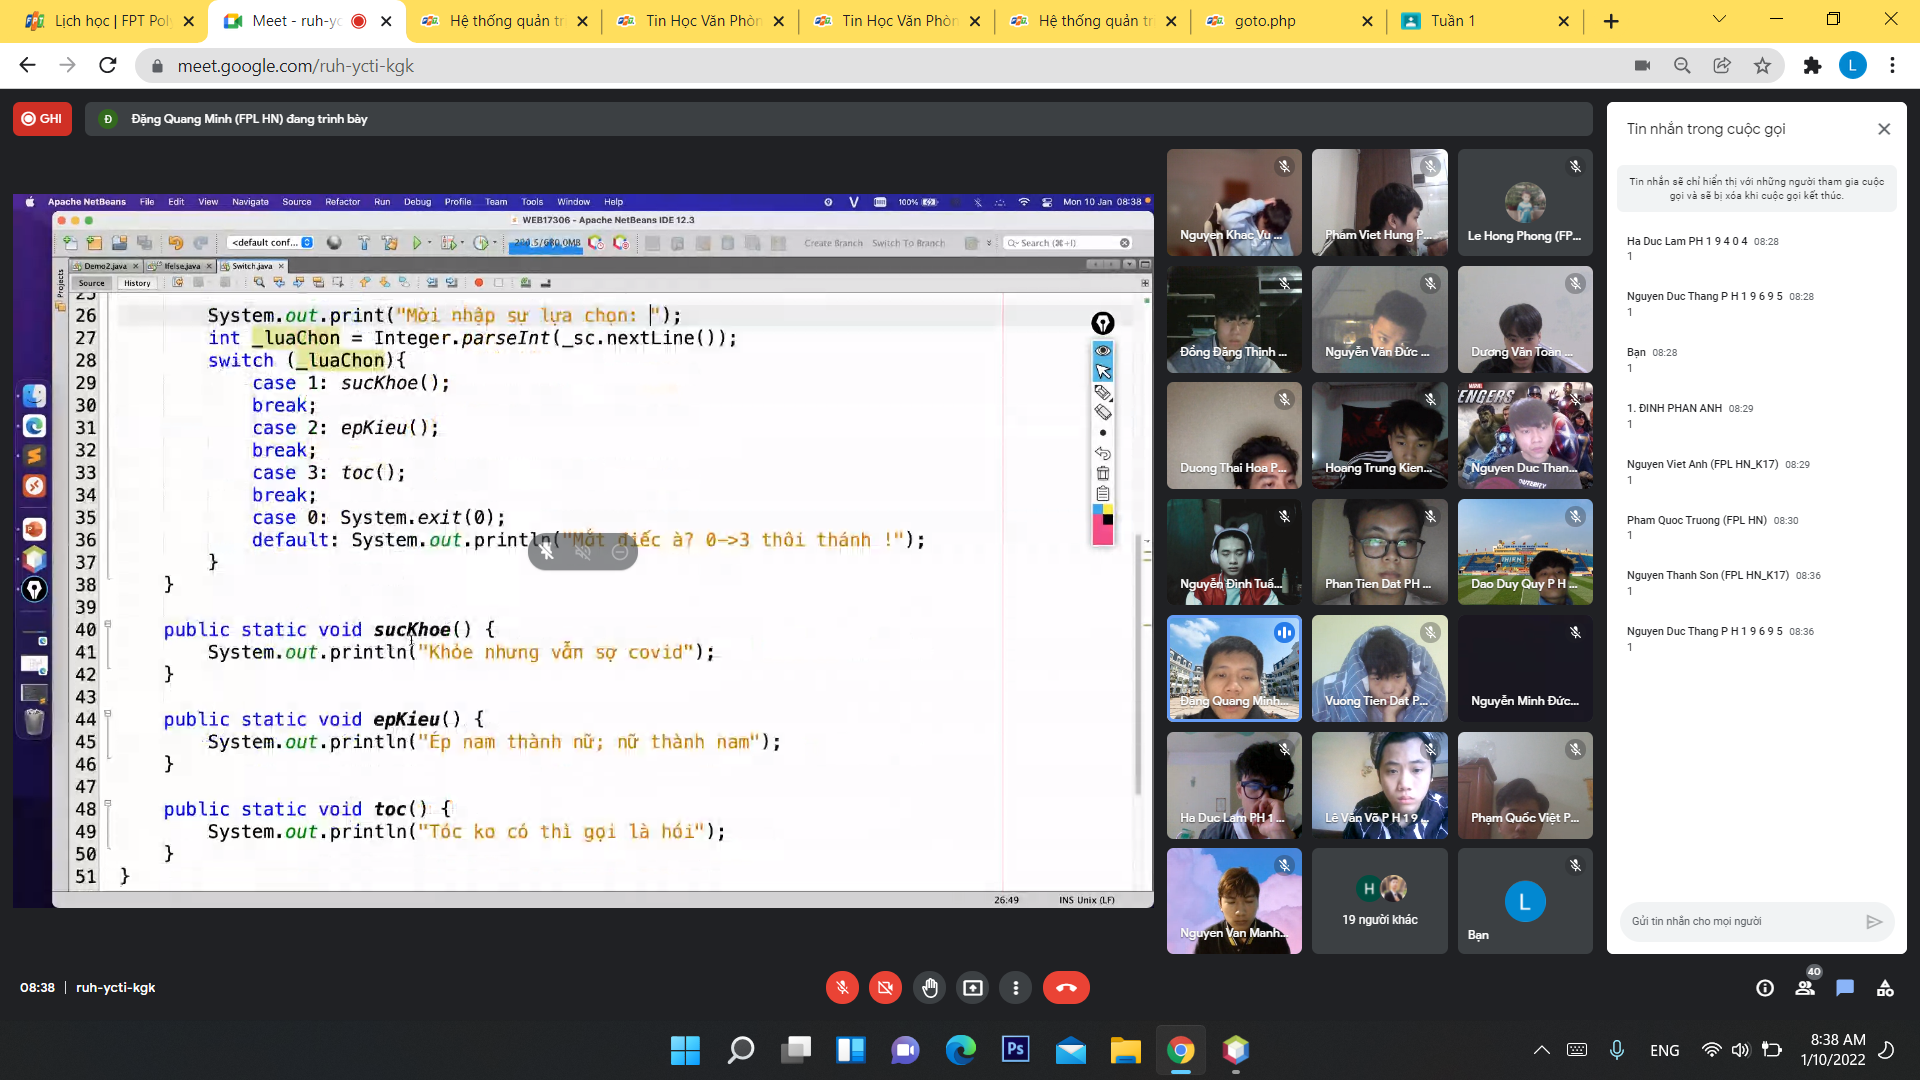 Lịch học | FPT Pol
Meet - ruh-yc
Hệ thống quản tr
Tin Học Văn Phòn
Tin Học Văn Phòn
Hệ thống quản tr
goto.php
Tuần 1
meet.google.com/ruh-ycti-kgk
L
GHI
Đ
Đặng Quang Minh (FPL HN) đang trình bày
Apache NetBeans File Edit View Navigate Source Refactor Run Debug Profile Team Tools Window Help
100%
Mon 10 Jan 08:38
WEB17306 - Apache NetBeans IDE 12.3
<default conf...
Create Branch Switch To Branch
Search (⌘+I)
Demo2.java
Ifelse.java
Switch.java
Projects
Source History
25
26 System.out.print("Mời nhập sự lựa chọn: ");
27 int _luaChon = Integer.parseInt(_sc.nextLine());
28 switch (_luaChon){
29 case 1: sucKhoe();
30 break;
31 case 2: epKieu();
32 break;
33 case 3: toc();
34 break;
35 case 0: System.exit(0);
36 default: System.out.println("Mắt điếc à? 0->3 thôi thánh !");
37 }
38 }
39
40 public static void sucKhoe() {
41 System.out.println("Khỏe nhưng vẫn sợ covid");
42 }
43
44 public static void epKieu() {
45 System.out.println("Ép nam thành nữ; nữ thành nam");
46 }
47
48 public static void toc() {
49 System.out.println("Tóc ko có thì gọi là hói");
50 }
51 }
26:49 INS Unix (LF)
Nguyen Khac Vu ...
Pham Viet Hung P...
Le Hong Phong (FP...
Đồng Đăng Thịnh ...
Nguyễn Văn Đức ...
Dương Văn Toàn ...
Duong Thai Hoa P...
Hoang Trung Kien...
Nguyen Duc Than...
Nguyễn Đình Tuấ...
Phan Tien Dat PH ...
Dao Duy Quy P H ...
Đặng Quang Minh...
Vuong Tien Dat P...
Nguyễn Minh Đức...
Ha Duc Lam PH 1 ...
Lê Văn Võ P H 1 9 ...
Phạm Quốc Việt P...
Nguyen Van Manh...
H
19 người khác
L
Bạn
Tin nhắn trong cuộc gọi
Tin nhắn sẽ chỉ hiển thị với những người tham gia cuộc
gọi và sẽ bị xóa khi cuộc gọi kết thúc.
Ha Duc Lam PH 1 9 4 0 4 08:28
1
Nguyen Duc Thang P H 1 9 6 9 5 08:28
1
Bạn 08:28
1
1. ĐINH PHAN ANH 08:29
1
Nguyen Viet Anh (FPL HN_K17) 08:29
1
Pham Quoc Truong (FPL HN) 08:30
1
Nguyen Thanh Son (FPL HN_K17) 08:36
1
Nguyen Duc Thang P H 1 9 6 9 5 08:36
1
Gửi tin nhắn cho mọi người
08:38 | ruh-ycti-kgk
40
Ps
ENG
8:38 AM
1/10/2022